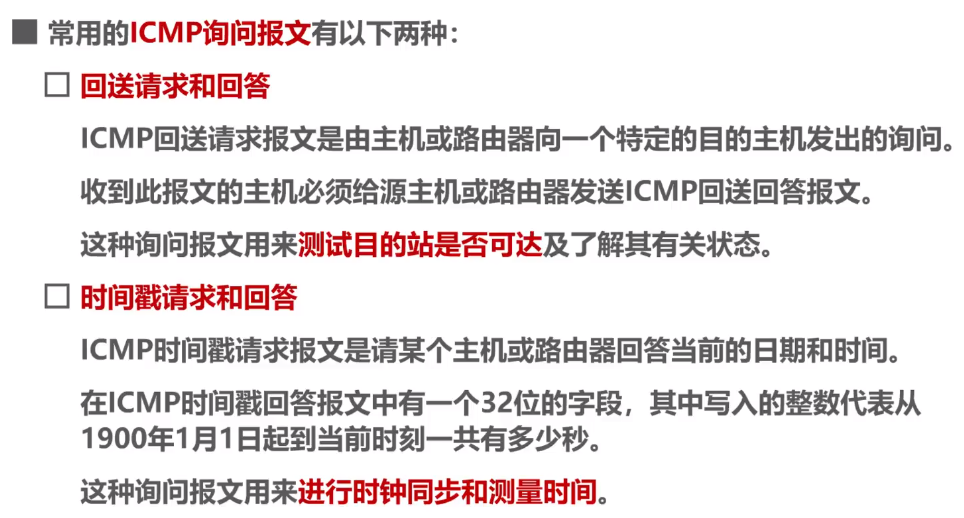 常用的ICMP询问报文有以下两种：
回送请求和回答
ICMP回送请求报文是由主机或路由器向一个特定的目的主机发出的询问。
收到此报文的主机必须给源主机或路由器发送ICMP回送回答报文。
这种询问报文用来测试目的站是否可达及了解其有关状态。
时间戳请求和回答
ICMP时间戳请求报文是请某个主机或路由器回答当前的日期和时间。
在ICMP时间戳回答报文中有一个32位的字段，其中写入的整数代表从
1900年1月1日起到当前时刻一共有多少秒。
这种询问报文用来进行时钟同步和测量时间。